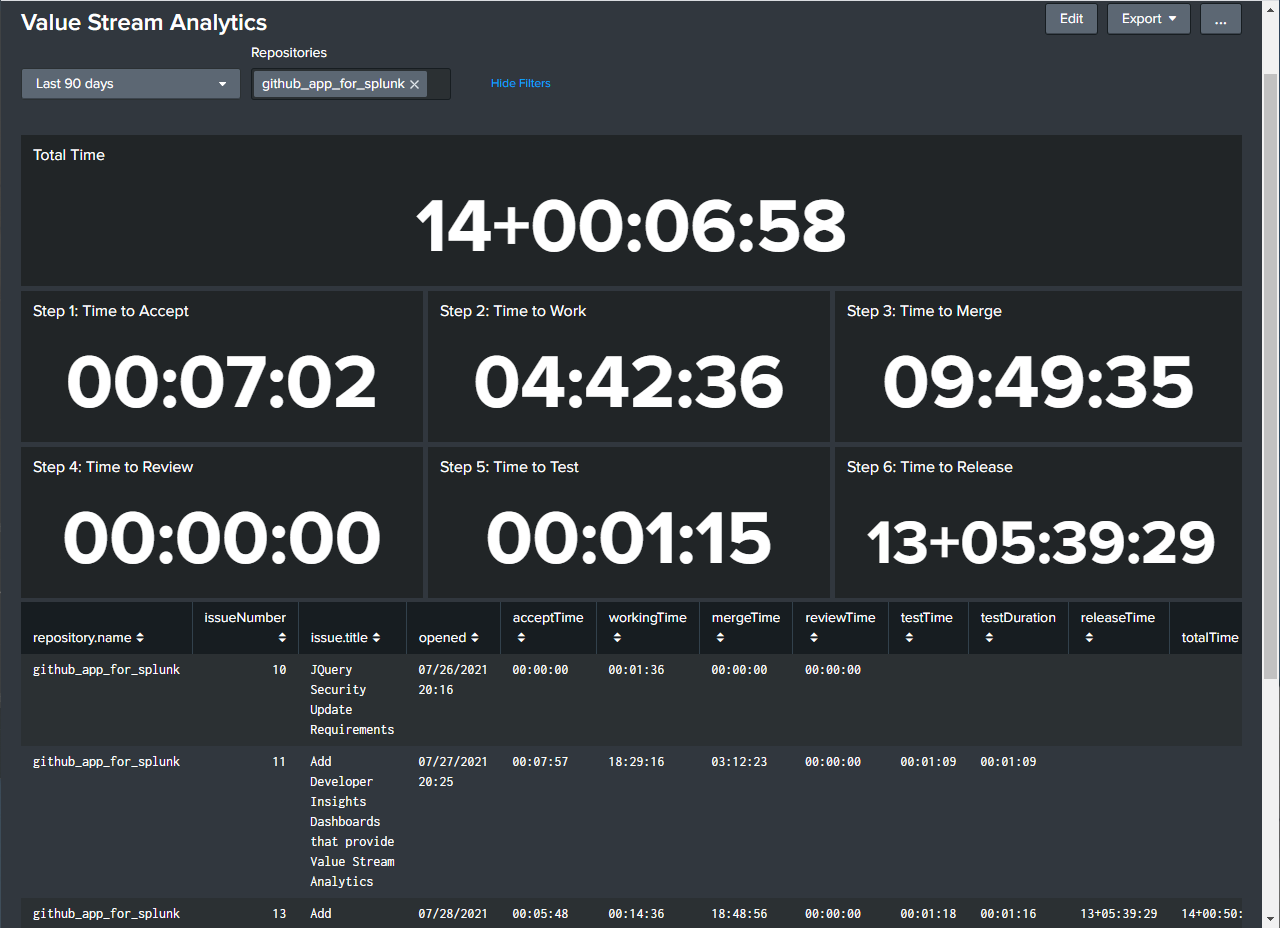 Value Stream Analytics
Edit Export ...
Repositories
Last 90 days github_app_for_splunk × Hide Filters
Total Time
14+00:06:58
Step 1: Time to Accept Step 2: Time to Work Step 3: Time to Merge
00:07:02 04:42:36 09:49:35
Step 4: Time to Review Step 5: Time to Test Step 6: Time to Release
00:00:00 00:01:15 13+05:39:29
repository.name issueNumber issue.title opened acceptTime workingTime mergeTime reviewTime testTime testDuration releaseTime totalTime
github_app_for_splunk 10 JQuery 07/26/2021 00:00:00 00:01:36 00:00:00 00:00:00
Security 20:16
Update
Requirements
github_app_for_splunk 11 Add 07/27/2021 00:07:57 18:29:16 03:12:23 00:00:00 00:01:09 00:01:09
Developer 20:25
Insights
Dashboards
that provide
Value Stream
Analytics
github_app_for_splunk 13 Add 07/28/2021 00:05:48 00:14:36 18:48:56 00:00:00 00:01:18 00:01:16 13+05:39:29 14+00:50: